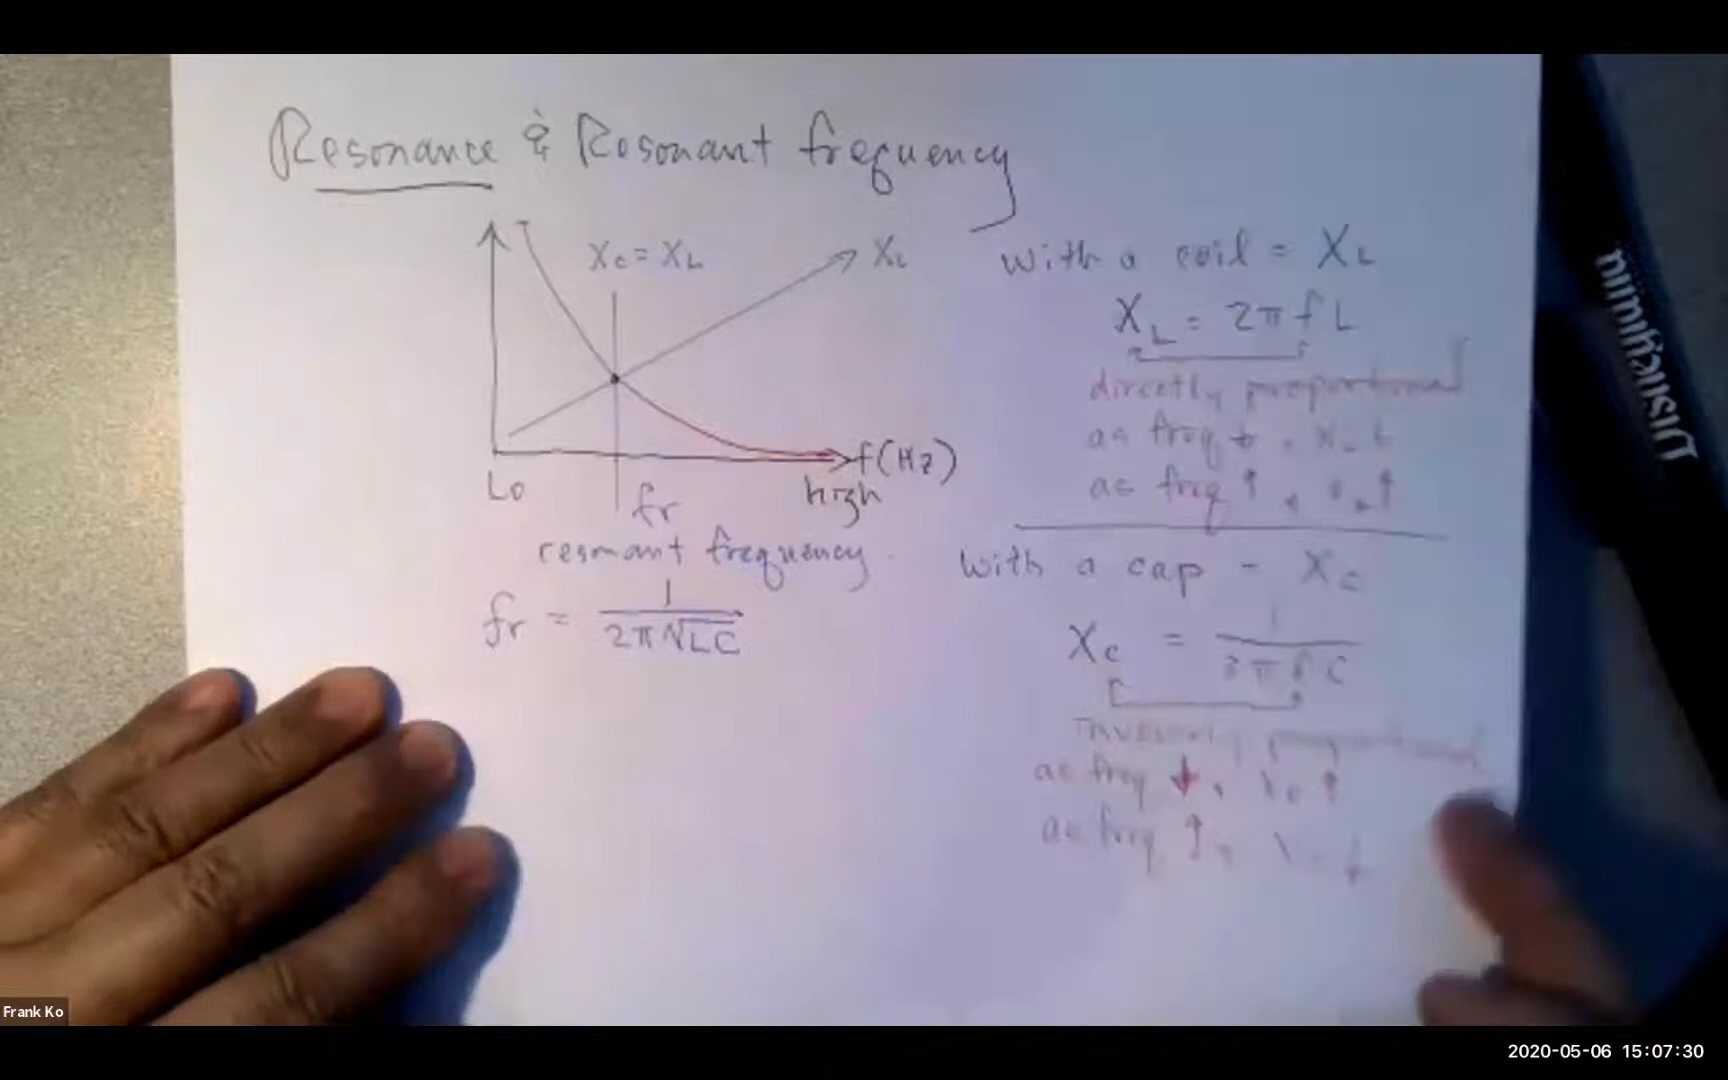 Resonance & Resonant frequency
Xc = XL
XL
f(Hz)
Lo
high
fr
resonant frequency
fr = 1 / 2π√LC
With a coil = XL
XL = 2πfL
directly proportional
as freq ↓, XL ↓
as freq ↑, XL ↑
With a cap - Xc
Xc = 1 / 2πfC
Inversely proportional
as freq ↓, Xc ↑
as freq ↑, Xc ↓
Frank Ko
2020-05-06 15:07:30